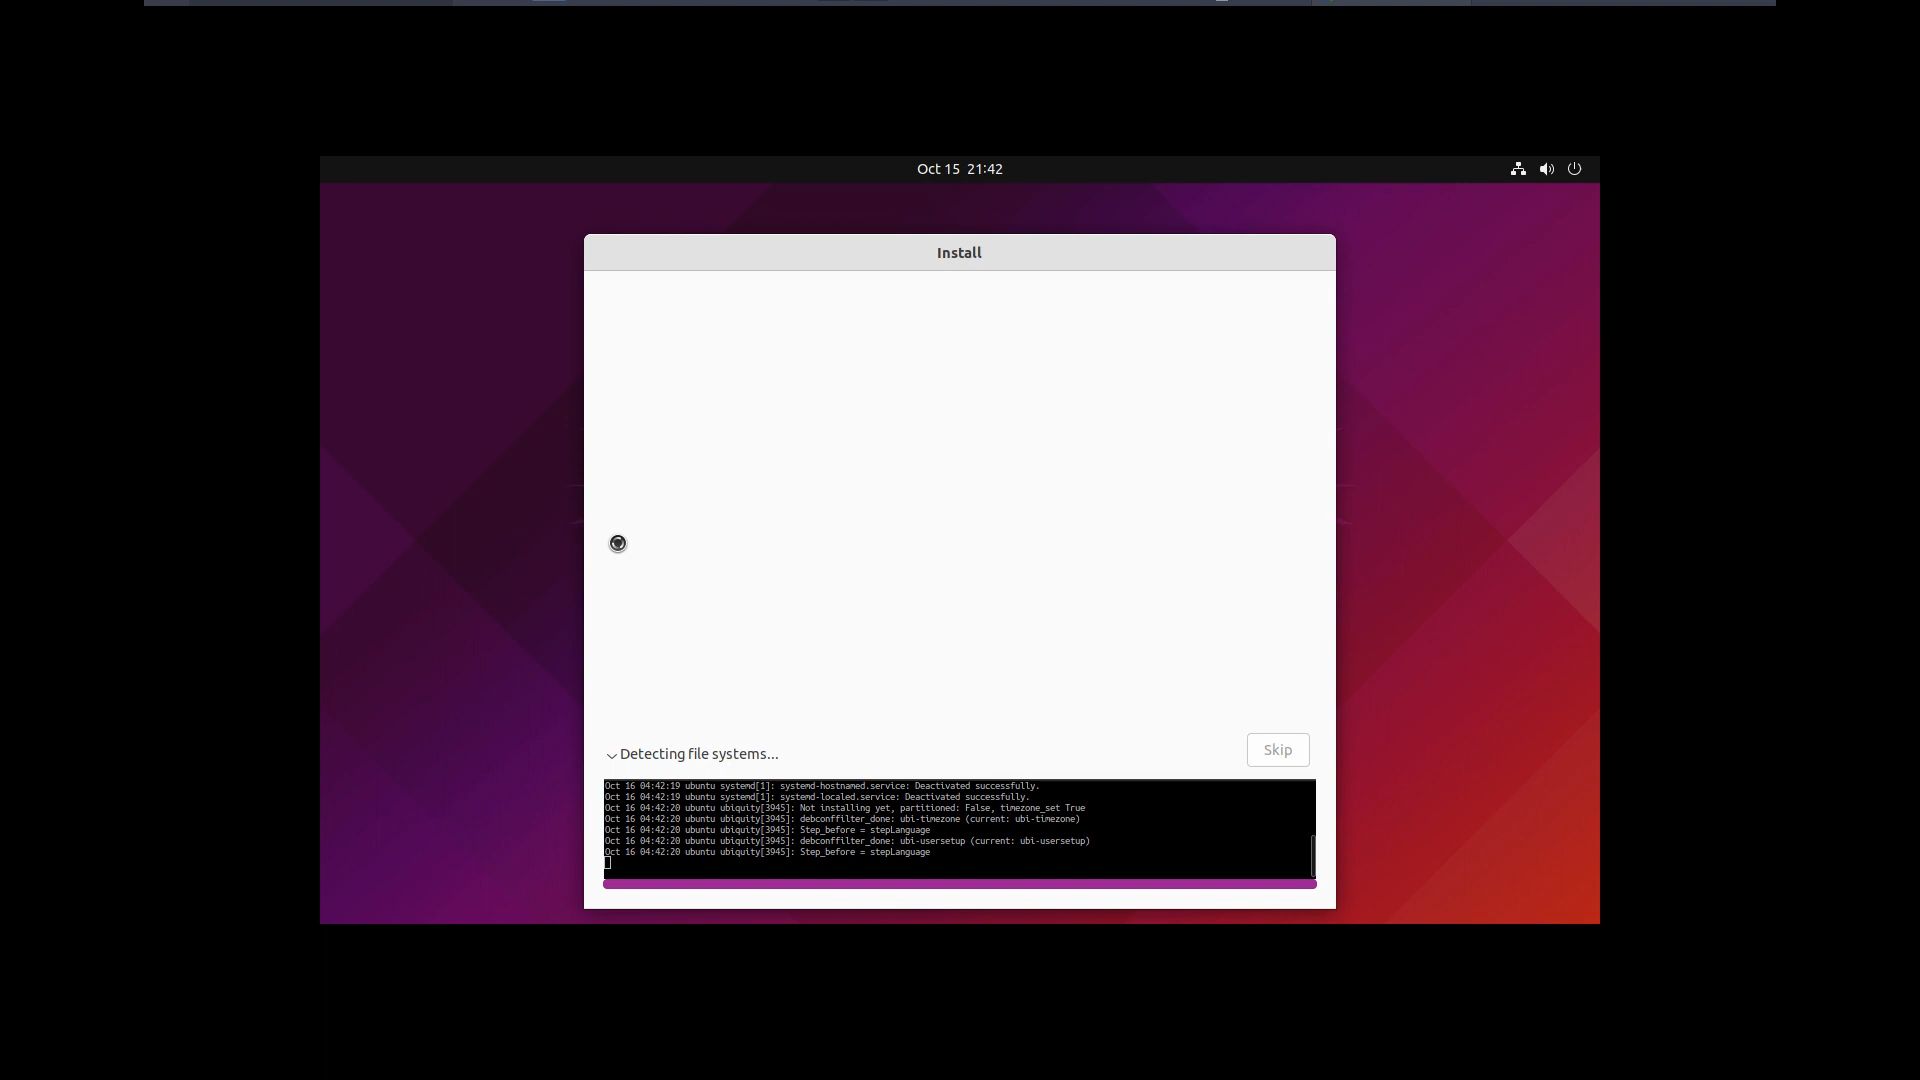 Oct 15 21:42
Install
Detecting file systems...
Skip
Oct 16 04:42:19 ubuntu systemd[1]: systemd-hostnamed.service: Deactivated successfully.
Oct 16 04:42:19 ubuntu systemd[1]: systemd-localed.service: Deactivated successfully.
Oct 16 04:42:20 ubuntu ubiquity[3945]: Not installing yet, partitioned: False, timezone_set True
Oct 16 04:42:20 ubuntu ubiquity[3945]: debconffilter_done: ubi-timezone (current: ubi-timezone)
Oct 16 04:42:20 ubuntu ubiquity[3945]: Step_before = stepLanguage
Oct 16 04:42:20 ubuntu ubiquity[3945]: debconffilter_done: ubi-usersetup (current: ubi-usersetup)
Oct 16 04:42:20 ubuntu ubiquity[3945]: Step_before = stepLanguage